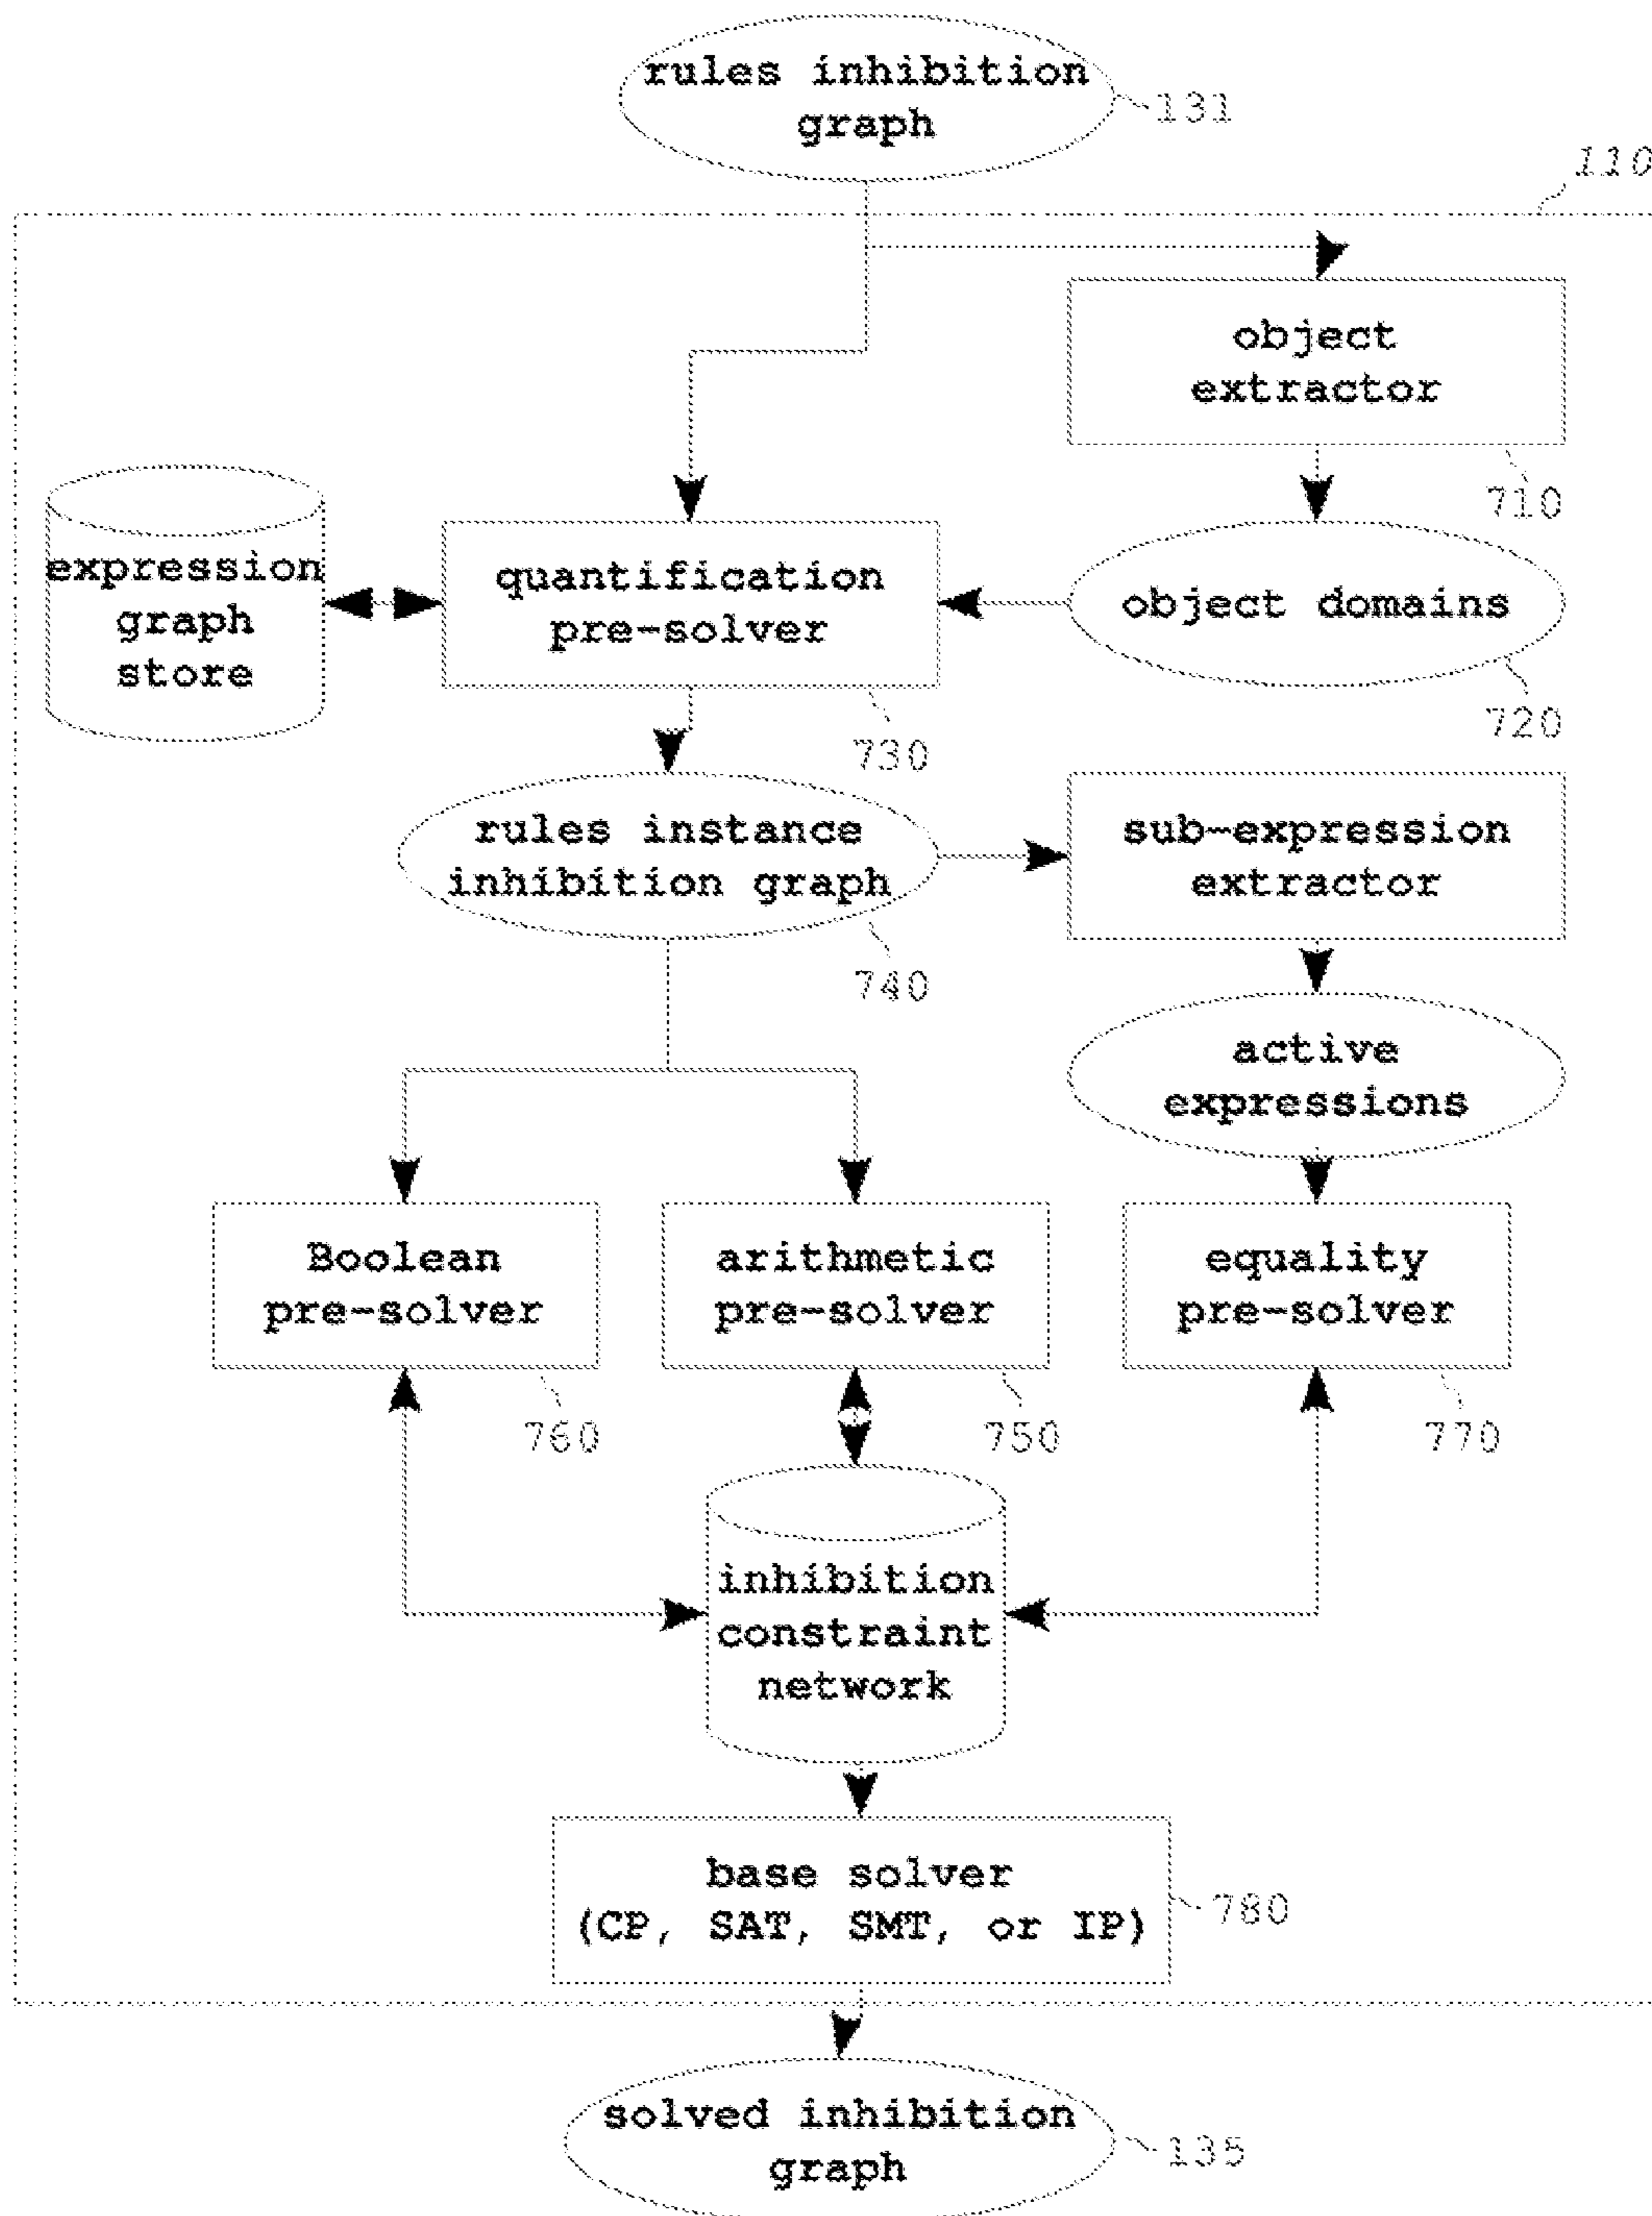 rules inhibition
graph
131
110
object
extractor
710
expression
graph
store
quantification
pre-solver
730
object domains
720
rules instance
inhibition graph
740
sub-expression
extractor
active
expressions
Boolean
pre-solver
760
arithmetic
pre-solver
750
equality
pre-solver
770
inhibition
constraint
network
base solver
(CP, SAT, SMT, or IP)
780
solved inhibition
graph
135